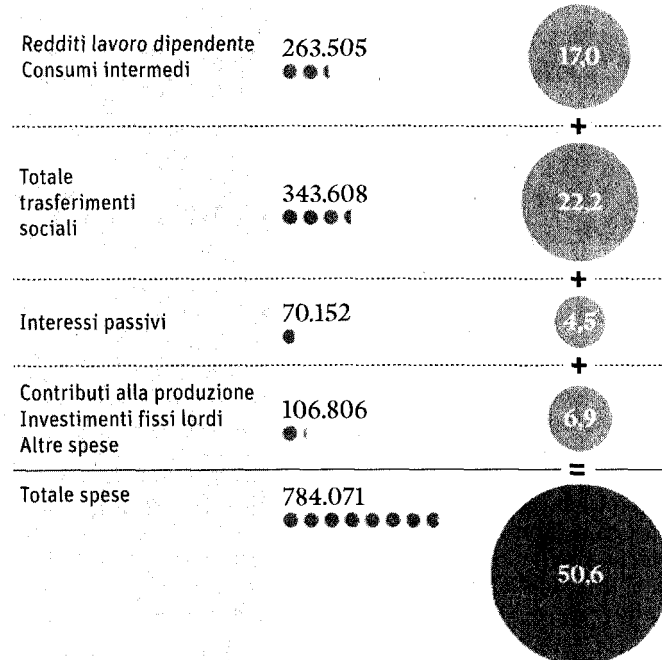 Redditi lavoro dipendente
Consumi intermedi
263.505
17,0
+
Totale
trasferimenti
sociali
343.608
22,2
+
Interessi passivi
70.152
4,5
+
Contributi alla produzione
Investimenti fissi lordi
Altre spese
106.806
6,9
=
Totale spese
784.071
50,6